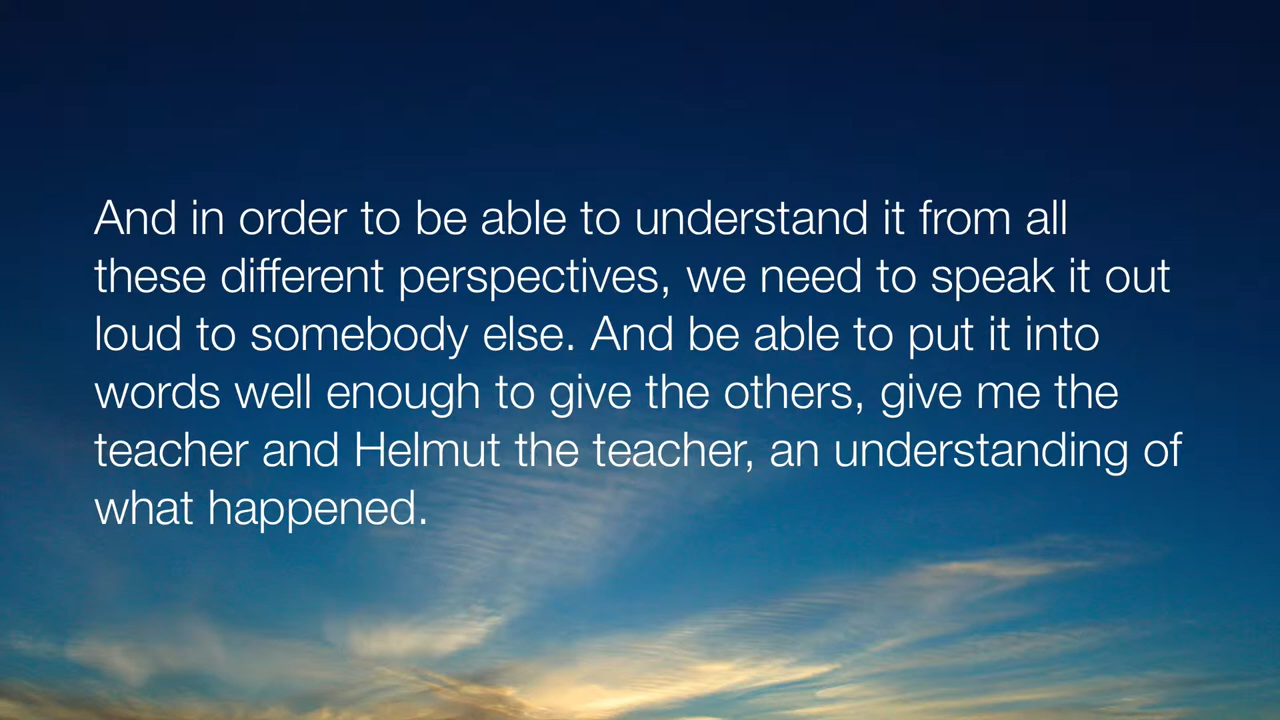 And in order to be able to understand it from all
these different perspectives, we need to speak it out
loud to somebody else. And be able to put it into
words well enough to give the others, give me the
teacher and Helmut the teacher, an understanding of
what happened.